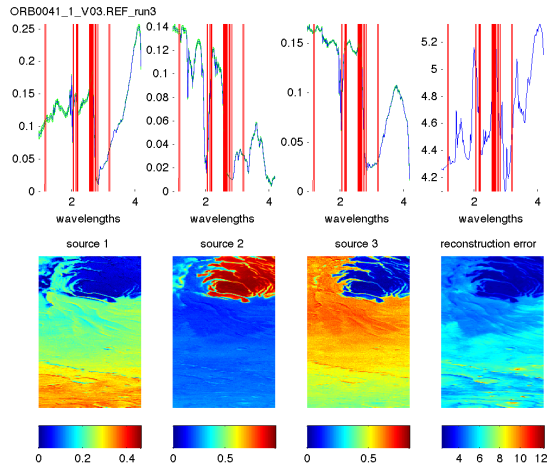 ORB0041_1_V03.REF_run3
0.25
0.2
0.15
0.1
0.05
0
2 4
wavelengths
0.14
0.12
0.1
0.08
0.06
0.04
0.02
0
2 4
wavelengths
0.15
0.1
0.05
0
2 4
wavelengths
5.2
5
4.8
4.6
4.4
4.2
2 4
wavelengths
source 1
source 2
source 3
reconstruction error
0 0.2 0.4
0 0.5
0 0.5
4 6 8 10 12